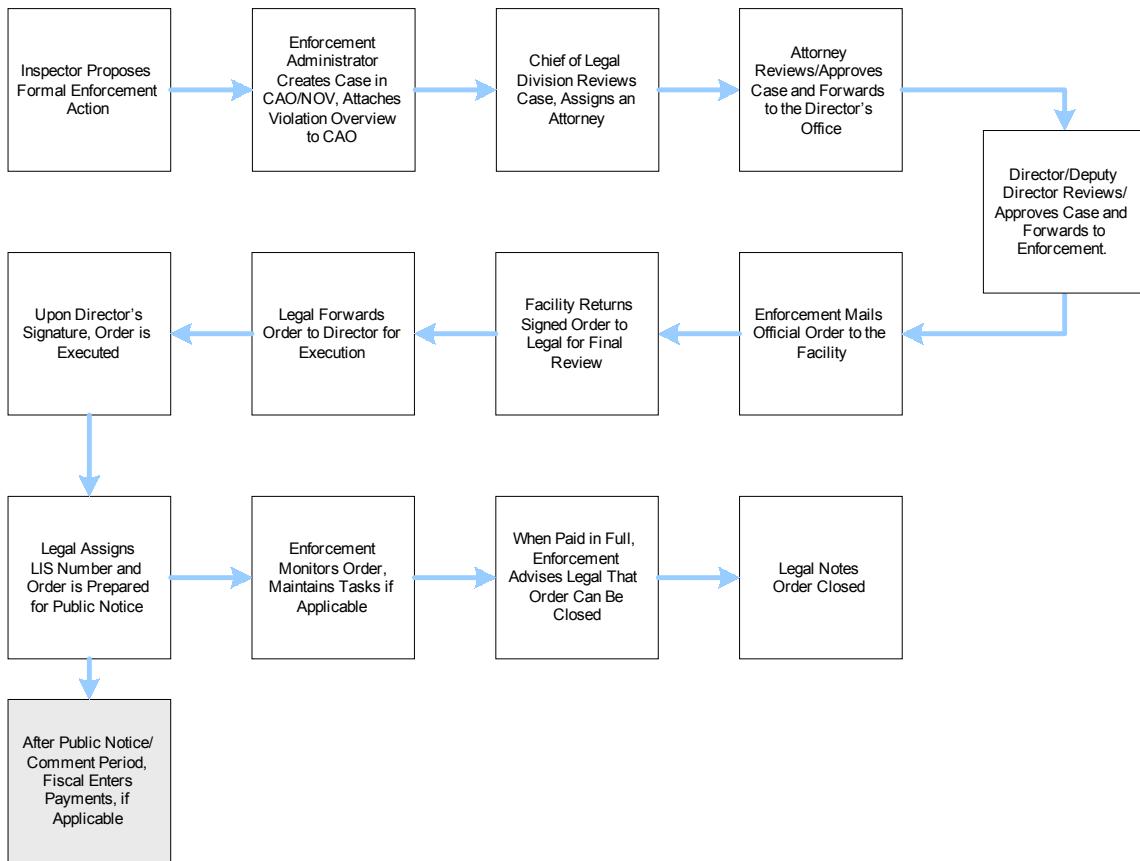 Inspector Proposes
Formal Enforcement
Action
Enforcement
Administrator
Creates Case in
CAO/NOV, Attaches
Violation Overview
to CAO
Chief of Legal
Division Reviews
Case, Assigns an
Attorney
Attorney
Reviews/Approves
Case and Forwards
to the Director's
Office
Director/Deputy
Director Reviews/
Approves Case and
Forwards to
Enforcement.
Enforcement Mails
Official Order to the
Facility
Facility Returns
Signed Order to
Legal for Final
Review
Legal Forwards
Order to Director for
Execution
Upon Director's
Signature, Order is
Executed
Legal Assigns
LIS Number and
Order is Prepared
for Public Notice
Enforcement
Monitors Order,
Maintains Tasks if
Applicable
When Paid in Full,
Enforcement
Advises Legal That
Order Can Be
Closed
Legal Notes
Order Closed
After Public Notice/
Comment Period,
Fiscal Enters
Payments, if
Applicable